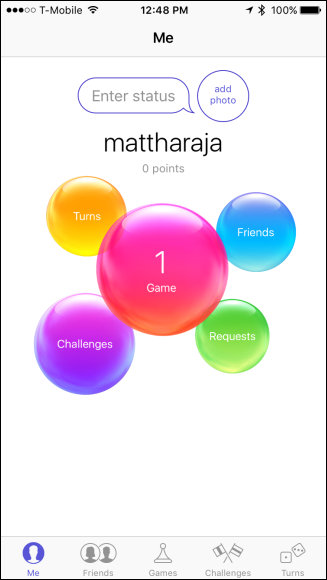 T-Mobile 12:48 PM 100%
Me
Enter status
add
photo
mattharaja
0 points
Turns
Friends
1
Game
Requests
Challenges
Me Friends Games Challenges Turns